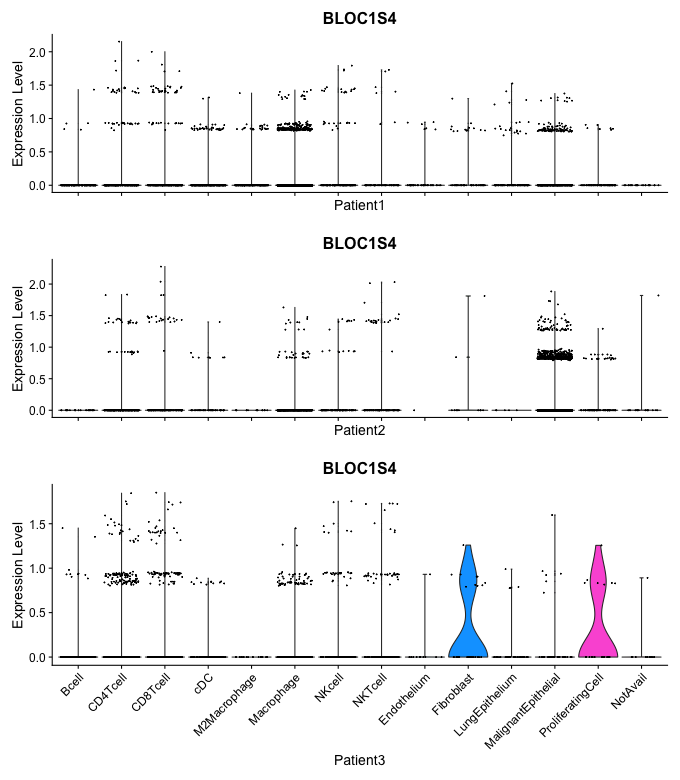 BLOC1S4
Expression Level
2.0
1.5
1.0
0.5
0.0
Patient1
BLOC1S4
Expression Level
2.0
1.5
1.0
0.5
0.0
Patient2
BLOC1S4
Expression Level
1.5
1.0
0.5
0.0
Bcell
CD4Tcell
CD8Tcell
cDC
M2Macrophage
Macrophage
NKcell
NKTcell
Endothelium
Fibroblast
LungEpithelium
MalignantEpithelial
ProliferatingCell
NotAvail
Patient3